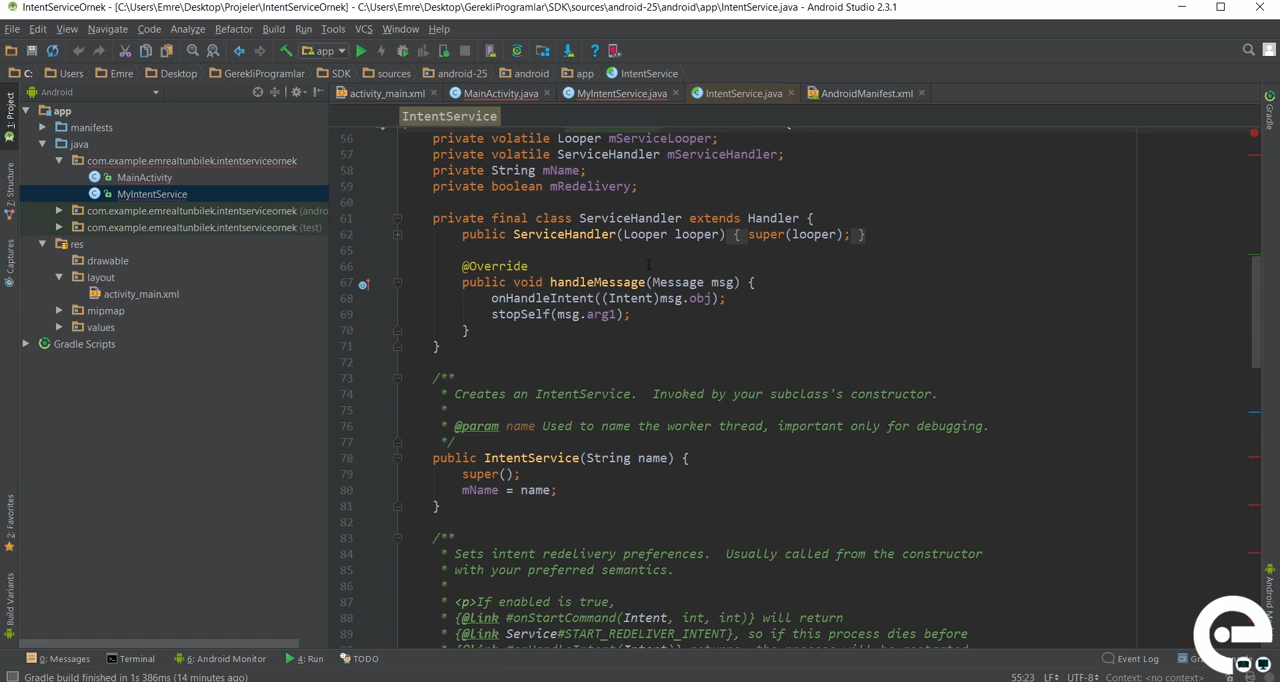 IntentServiceOrnek - [C:\Users\Emre\Desktop\Projeler\IntentServiceOrnek] - C:\Users\Emre\Desktop\GerekliProgramlar\SDK\sources\android-25\android\app\IntentService.java - Android Studio 2.3.1
File Edit View Navigate Code Analyze Refactor Build Run Tools VCS Window Help
app
C: Users Emre Desktop GerekliProgramlar SDK sources android-25 android app IntentService
Android
activity_main.xml MainActivity.java MyIntentService.java IntentService.java AndroidManifest.xml
1: Project
Z: Structure
Captures
2: Favorites
Build Variants
Gradle
app
manifests
java
com.example.emrealtunbilek.intentserviceornek
MainActivity
MyIntentService
com.example.emrealtunbilek.intentserviceornek (andro
com.example.emrealtunbilek.intentserviceornek (test)
res
drawable
layout
activity_main.xml
mipmap
values
Gradle Scripts
IntentService
56 private volatile Looper mServiceLooper;
57 private volatile ServiceHandler mServiceHandler;
58 private String mName;
59 private boolean mRedelivery;
60
61 private final class ServiceHandler extends Handler {
62 public ServiceHandler(Looper looper) { super(looper); }
65
66 @Override
67 public void handleMessage(Message msg) {
68 onHandleIntent((Intent)msg.obj);
69 stopSelf(msg.arg1);
70 }
71 }
72
73 /**
74 * Creates an IntentService. Invoked by your subclass's constructor.
75 *
76 * @param name Used to name the worker thread, important only for debugging.
77 */
78 public IntentService(String name) {
79 super();
80 mName = name;
81 }
82
83 /**
84 * Sets intent redelivery preferences. Usually called from the constructor
85 * with your preferred semantics.
86 *
87 * <p>If enabled is true,
88 * {@link #onStartCommand(Intent, int, int)} will return
89 * {@link Service#START_REDELIVER_INTENT}, so if this process dies before
0: Messages Terminal 6: Android Monitor 4: Run TODO Event Log
Gradle build finished in 1s 386ms (14 minutes ago) 55:23 LF UTF-8 Context: <no context>